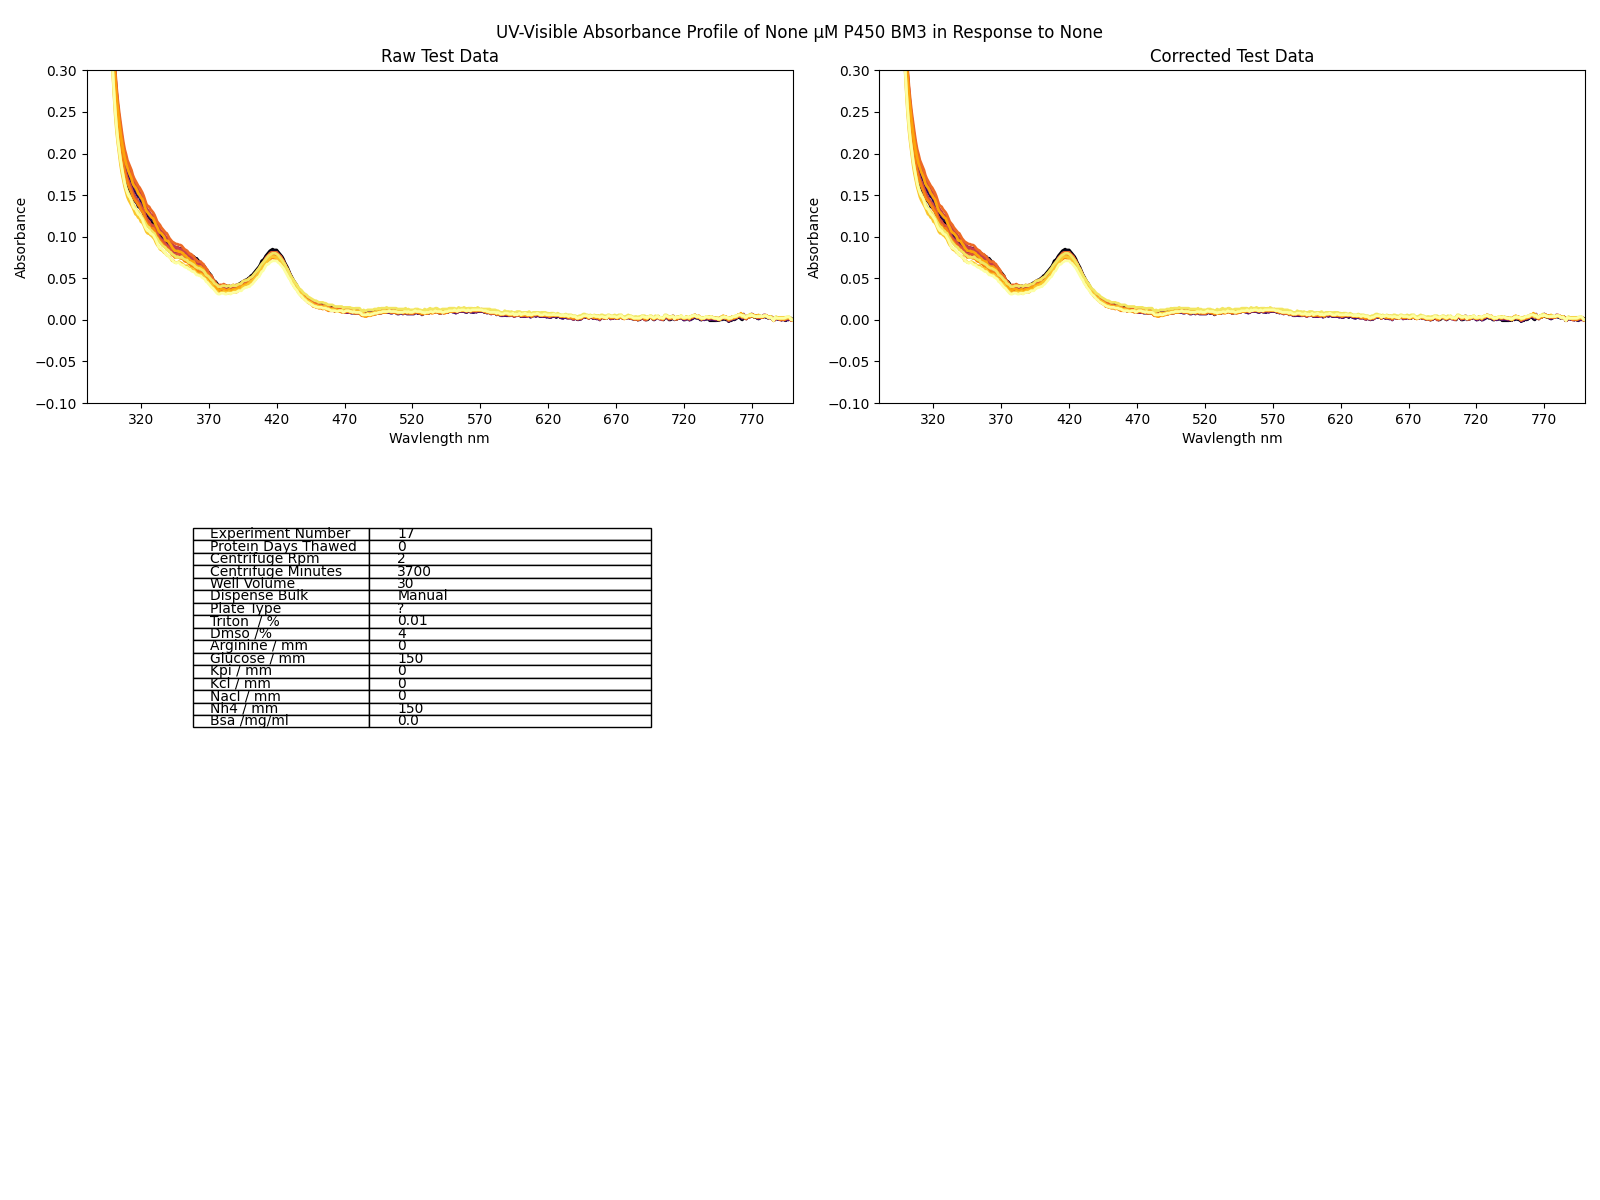 UV-Visible Absorbance Profile of None μM P450 BM3 in Response to None
Raw Test Data
0.30
0.25
0.20
0.15
0.10
0.05
0.00
−0.05
−0.10
Absorbance
320 370 420 470 520 570 620 670 720 770
Wavlength nm
Corrected Test Data
0.30
0.25
0.20
0.15
0.10
0.05
0.00
−0.05
−0.10
Absorbance
320 370 420 470 520 570 620 670 720 770
Wavlength nm
Experiment Number 17
Protein Days Thawed 0
Centrifuge Rpm 2
Centrifuge Minutes 3700
Well Volume 30
Dispense Bulk Manual
Plate Type ?
Triton / % 0.01
Dmso /% 4
Arginine / mm 0
Glucose / mm 150
Kpi / mm 0
Kcl / mm 0
Nacl / mm 0
Nh4 / mm 150
Bsa /mg/ml 0.0